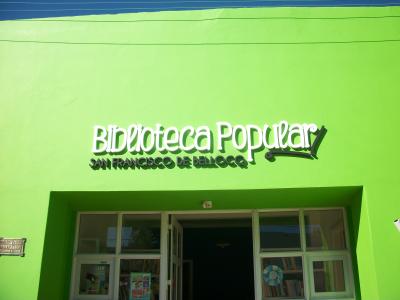 Biblioteca Popular
SAN FRANCISCO DE BELLOCQ